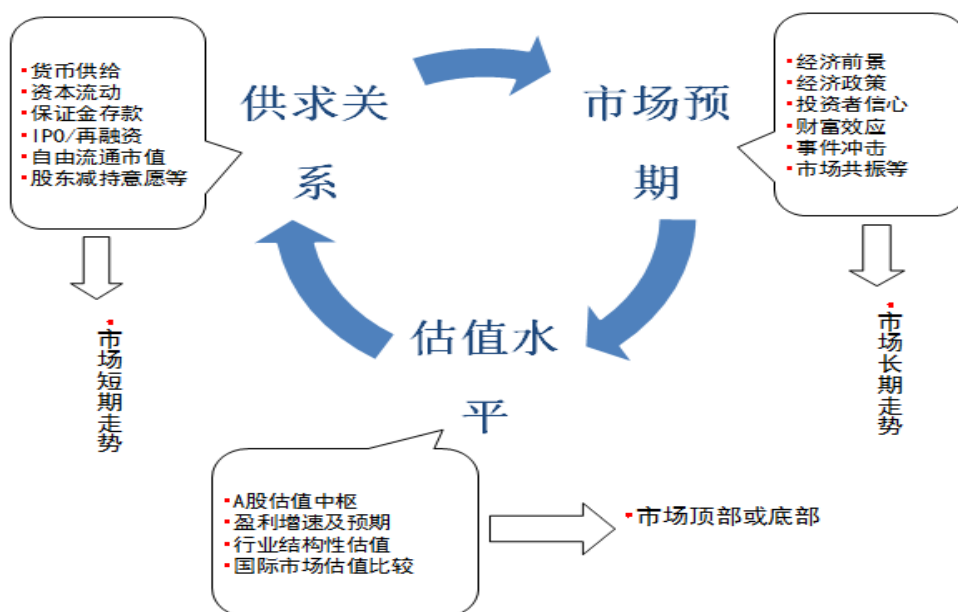 货币供给
资本流动
保证金存款
IPO/再融资
自由流通市值
股东减持意愿等
供求关
系
市场预
期
经济前景
经济政策
投资者信心
财富效应
事件冲击
市场共振等
市场短期走势
市场长期走势
估值水
平
A股估值中枢
盈利增速及预期
行业结构性估值
国际市场估值比较
市场顶部或底部